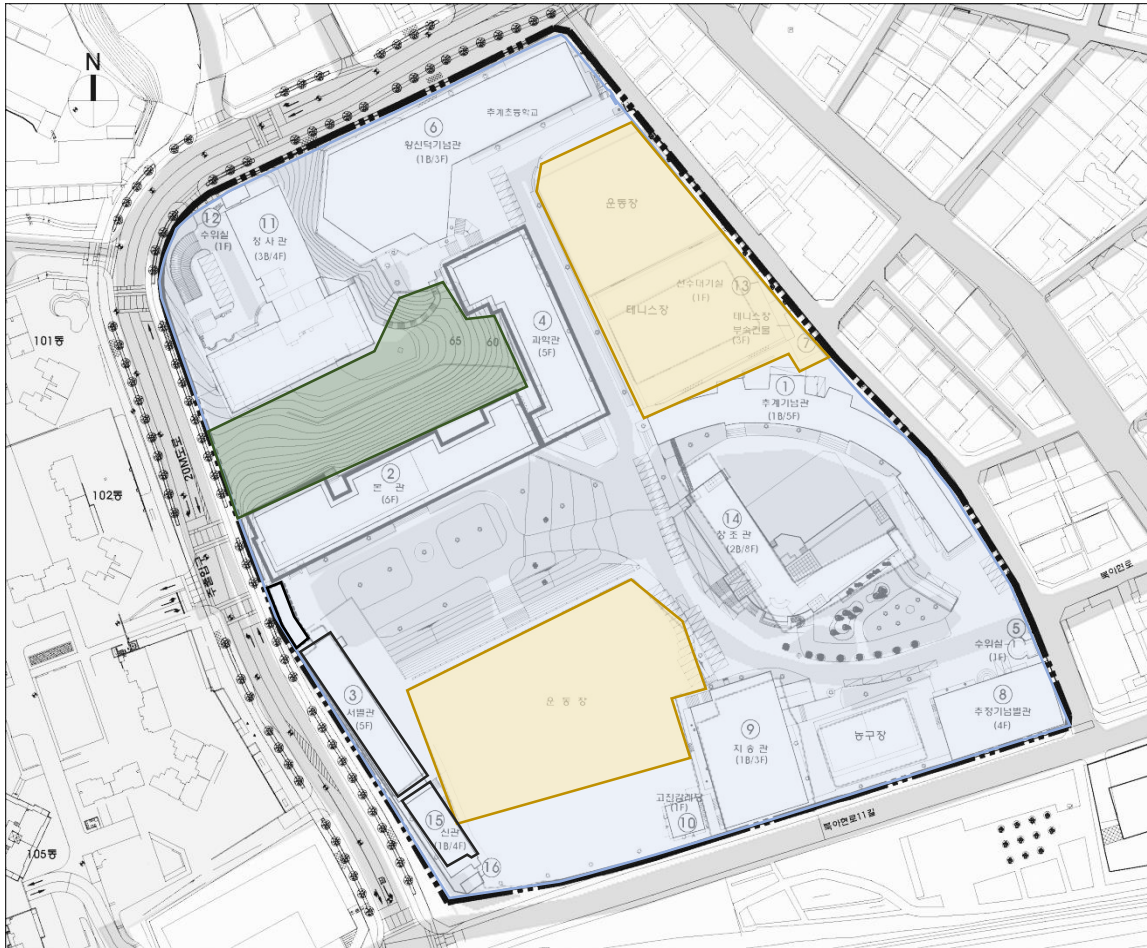 N
추계초등학교
⑥
황신덕기념관
(1B/3F)
⑫
수위실
(1F)
⑪
창 사 관
(3B/4F)
운동장
선수대기실
⑬
(1F)
테니스장
테니스장
부속건물
(3F)
⑦
④
과학관
(5F)
65
60
101동
①
추계기념관
(1B/5F)
20M도로
102동
②
본 관
(6F)
⑭
창 조 관
(2B/8F)
북아현로
⑤
수위실-1
(1F)
③
서별관
(5F)
운 동 장
⑧
추정기념별관
(4F)
⑨
지 송 관
(1B/3F)
농구장
(1F)
⑩
북아현로11길
⑮
신관
(1B/4F)
⑯
105동